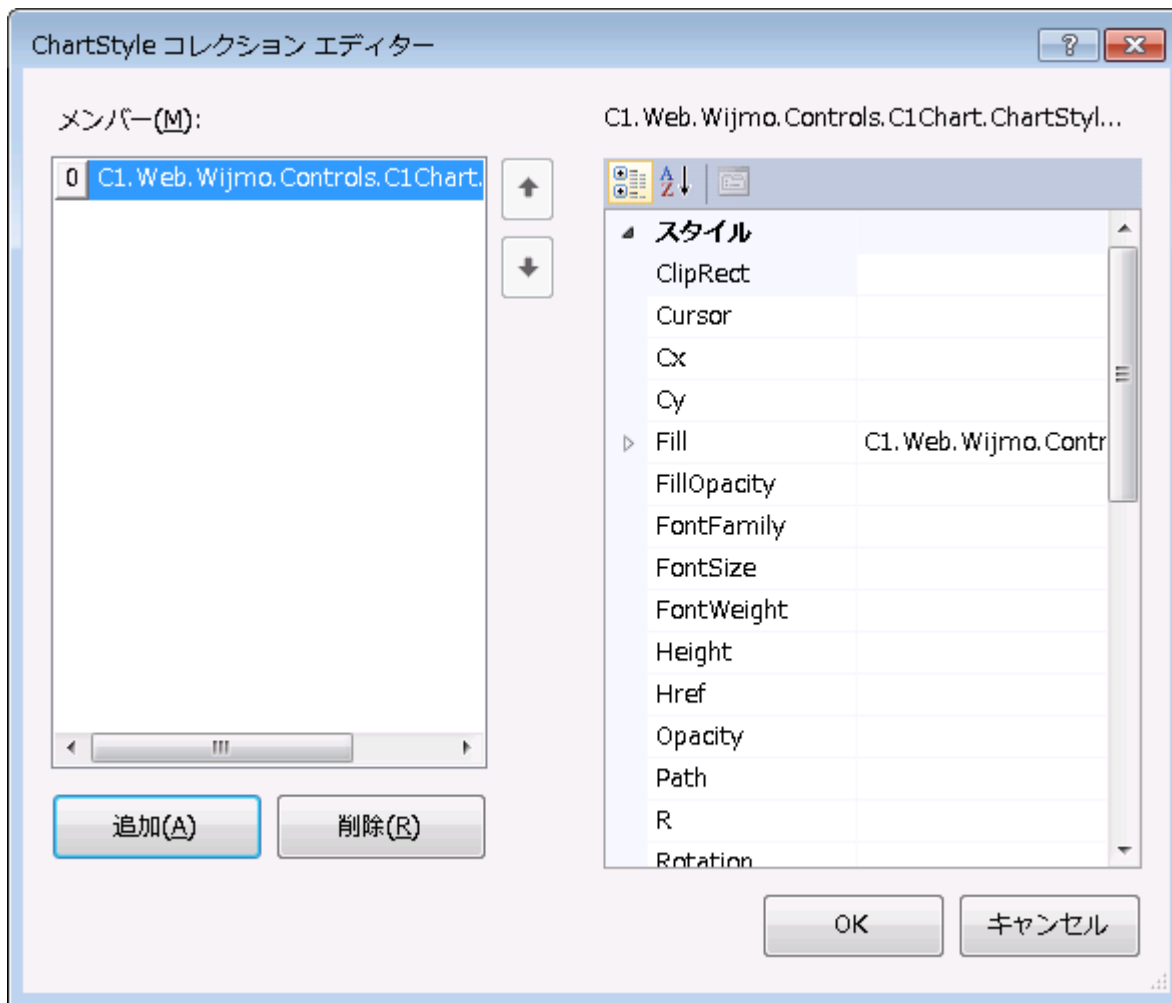 ChartStyle コレクション エディター
メンバー(M):
0 C1.Web.Wijmo.Controls.C1Chart.
追加(A) 削除(R)
C1.Web.Wijmo.Controls.C1Chart.ChartStyl...
スタイル
ClipRect
Cursor
Cx
Cy
Fill C1.Web.Wijmo.Contr
FillOpacity
FontFamily
FontSize
FontWeight
Height
Href
Opacity
Path
R
Rotation
OK キャンセル